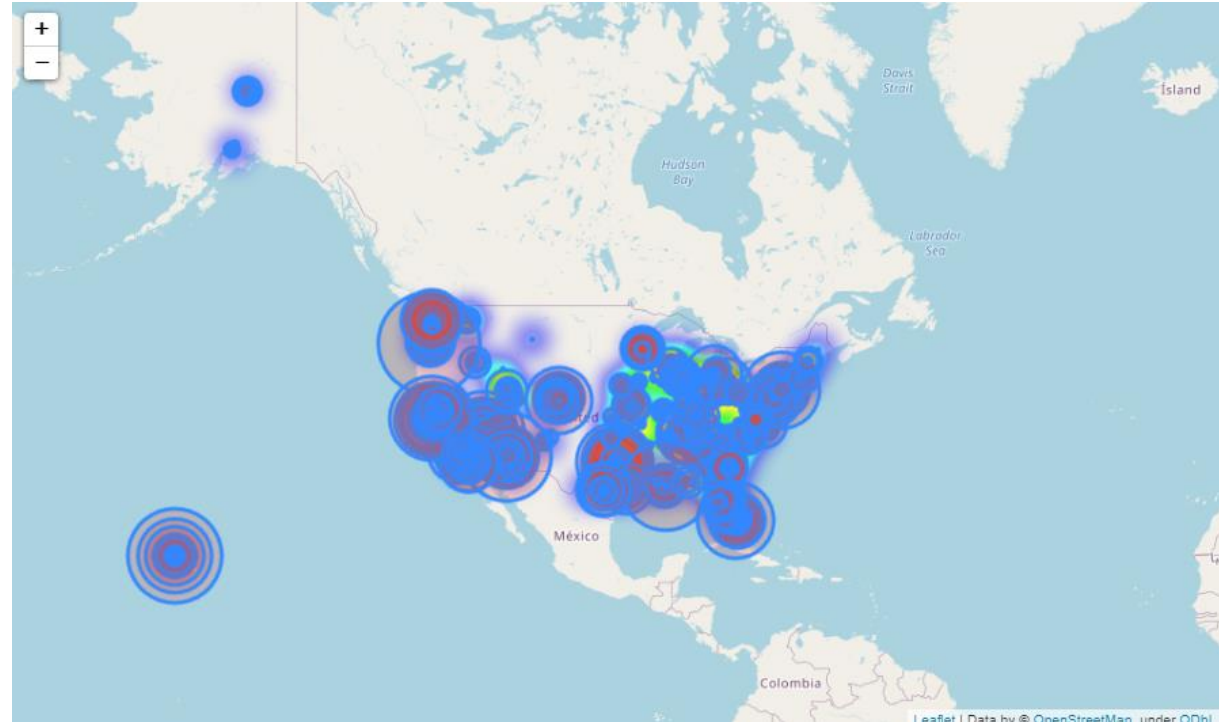 +
−
Davis
Strait
Ísland
Hudson
Bay
Labrador
Sea
México
Colombia
Leaflet | Data by © OpenStreetMap, under ODbL